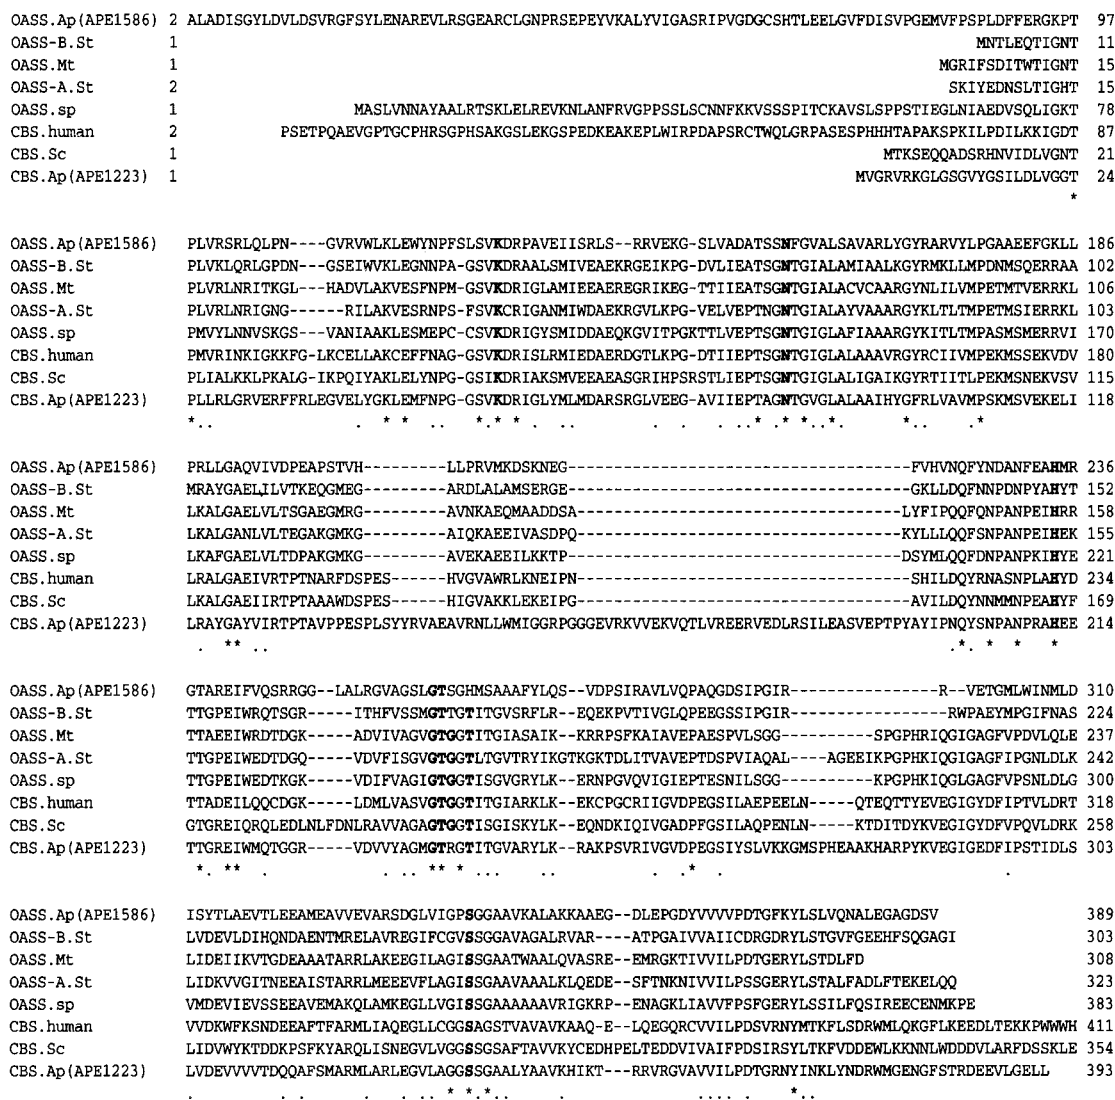 OASS.Ap(APE1586) 2 ALADISGYLDVLDSVRGFSYLENAREVLRSGEARCLGNPRSEPEYVKALYVIGASRIPVGDGCSHTLEELGVFDISVPGEMVFPSPLDFFERGKPT 97
OASS-B.St 1 MNTLEQTIGNT 11
OASS.Mt 1 MGRIFSDITWTIGNT 15
OASS-A.St 2 SKIYEDNSLTIGHT 15
OASS.sp 1 MASLVNNAYAALRTSKLELREVKNLANFRVGPPSSLSCNNFKKVSSSPITCKAVSLSPPSTIEGLNIAEDVSQLIGKT 78
CBS.human 2 PSETPQAEVGPTGCPHRSGPHSAKGSLEKGSPEDKEAKEPLWIRPDAPSRCTWQLGRPASESPHHHTAPAKSPKILPDILKKIGDT 87
CBS.Sc 1 MTKSEQQADSRHNVIDLVGNT 21
CBS.Ap(APE1223) 1 MVGRVRKGLGSGVYGSILDLVGGT 24
*
OASS.Ap(APE1586) PLVRSRLQLPN----GVRVWLKLEWYNPFSLSVKDRPAVEIISRLS--RRVEKG-SLVADATSSNFGVALSAVARLYGYRARVYLPGAAEEFGKLL 186
OASS-B.St PLVKLQRLGPDN---GSEIWVKLEGNNPA-GSVKDRAALSMIVEAEKRGEIKPG-DVLIEATSGNTGIALAMIAALKGYRMKLLMPDNMSQERRAA 102
OASS.Mt PLVRLNRITKGL--HADVLAKVESFNPM-GSVKDRIGLAMIEEAEREGRIKEG-TTIIEATSGNTGIALACVCAARGYNLILVMPETMTVERRKL 106
OASS-A.St PLVRLNRIGNG----RILAKVESRNPS-FSVKCRIGANMIWDAEKRGVLKPG-VELVEPTNGNTGIALAYVAAARGYKLTLTMPETMSIERRKL 103
OASS.sp PMVYLNNVSKGS---VANIAAKLESMEPC-CSVKDRIGYSMIDDAEQKGVITPGKTTLVEPTSGNTGIGLAFIAAARGYKITLTMPASMSMERRVI 170
CBS.human PMVRINKIGKKFG-LKCELLAKCEFFNAG-GSVKDRISLRMIEDAERDGTLKPG-DTIIEPTSGNTGIGLALAAAVRGYRCIIVMPEKMSSEKVDV 180
CBS.Sc PLIALKKLPKALG-IKPQIYAKLELYNPG-GSIKDRIAKSMVEEAEASGRIHPSRSTLIEPTSGNTGIGLALIGAIKGYRTIITLPEKMSNEKVSV 115
CBS.Ap(APE1223) PLLRLGRVERFFRLEGVELYGKLEMFNPG-GSVKDRIGLYMLMDARSRGLVEEG-AVIIEPTAGNTGVGLALAAIHYGFRLVAVMPSKMSVEKELI 118
*.. * * .. *.* * . .. . . . . * . *.*.* * . *
OASS.Ap(APE1586) PRLLGAQVIVDPEAPSTVH---------LLPRVMKDSKNEG------------------------------------FVHVNQFYNDANFEAHMR 236
OASS-B.St MRAYGAELILVTKEQGMEG---------ARDLALAMSERGE------------------------------------GKLLDQFNNPDNPYAHYT 152
OASS.Mt LKALGAELVLTSGAEGMRG---------AVNKAEQMAADDSA-----------------------------------LYFIPQQFQNPANPEIHRR 158
OASS-A.St LKALGANLVLTEGAKGMKG---------AIQKAEEIVASDPQ-----------------------------------KYLLLQQFSNPANPEIHEK 155
OASS.sp LKAFGAELVLTDPAKGMKG---------AVEKAEEILKKTP-----------------------------------DSYMLQQFDNPANPKIHYE 221
CBS.human LRALGAEIVRTPTNARFDSPES------HVGVAWRLKNEIPN-----------------------------------SHILDQYRNASNPLAHYD 234
CBS.Sc LKALGAEIIRTPTAAAWDSPES------HIGVAKKLEKEIPG-----------------------------------AVILDQYNNMMNPEAHYF 169
CBS.Ap(APE1223) LRAYGAYVIRTPTAVPPESPLSYYRVAEAVRNLLWMIGGRPGGGEVRKVVEKVQTLVREERVEDLRSILEASVEPTPYAYIPNQYSNPANPRAHEE 214
. ** .. .*. * * *
OASS.Ap(APE1586) GTAREIFVQSRRGG--LALRGVAGSLGTSGHMSAAAFYLQS--VDPSIRAVLVQPAQGDSIPGIR-------------R--VETGMLWINMLD 310
OASS-B.St TTGPEIWRQTSGR-----ITHFVSSMGTTGTITGVSRFLR--EQEKPVTIVGLQPEEGSSIPGIR--------------RWPAEYMPGIFNAS 224
OASS.Mt TTAEEIWRDTDGK-----ADVIVAGVGTGGTITGIASAIK---KRRPSFKAIAVEPAESPVLSGG-----------SPGPHRIQGIGAGFVPDVLQLE 237
OASS-A.St TTGPEIWEDTDGQ-----VDVFISGVGTGGTLTGVTRYIKGTKGKTDLITVAVEPTDSPVIAQAL----AGEEIKPGPHKIQGIGAGFIPGNLDLK 242
OASS.sp TTGPEIWEDTKGK-----VDIFVAGIGTGGTISGVGRYLK---ERNPGVQVIGIEPTESNILSGG-----------KPGPHKIQGLGAGFVPSNLDLG 300
CBS.human TTADEILQQCDGK-----LDMLVASVGTGGTITGIARKLK---EKCPGCRIIGVDPEGSILAEPEELN-----QTEQTTYEVEGIGYDFIPTVLDRT 318
CBS.Sc GTGREIQRQLEDLNLFDNLRAVVAGAGTGGTISGISKYLK---EQNDKIQIVGADPFGSILAQPENLN-----KTDITDYKVEGIGYDFVPQVLDRK 258
CBS.Ap(APE1223) TTGREIWMQTGGR-----VDVVYAGMGTRGTITGVARYLK--RAKPSVRIVGVDPEGSIYSLVKKGMSPHEAAKHARPYKVEGIGEDFIPSTIDLS 303
*. ** . ** * ... .. . .* .
OASS.Ap(APE1586) ISYTLAEVTLEEAMEAVVEVARSDGLVIGPSGGAAVKALAKKAAEG--DLEPGDYVVVVPDTGFKYLSLVQNALEGAGDSV 389
OASS-B.St LVDEVLDIHQNDAENTMRELAVREGIFCGVSSGGAVAGALRVAR----ATPGAIVVAIICDRGDRYLSTGVFGEEHFSQGAGI 303
OASS.Mt LIDEIIKVTGDEAAATARRLAKEEGILAGISSGAATWAALQVASRE--EMRGKTIVVILPDTGERYLSTDLFD 308
OASS-A.St LIDKVVGITNEEAISTARRLMEEEVFLAGISSGAAVAAALKLQEDE--SFTNKNIVVILPSSGERYLSTALFADLFTEKELQQ 323
OASS.sp VMDEVIEVSSEEAVEMAKQLAMKEGLLVGISSGAAAAAAVRIGKRP--ENAGKLIAVVFPSFGERYLSSILFQSIREECENMKPE 383
CBS.human VVDKWFKSNDEEAFTFARMLIAQEGLLCGGSAGSTVAVAVKAAQ-E--LQEGQRCVVILPDSVRNYMTKFLSDRWMLQKGFLKEEDLTEKKPWWWH 411
CBS.Sc LIDVWYKTDDKPSFKYARQLISNEGVLVGGSSGSAFTAVVKYCEDHPELTEDDVIVAIFPDSIRSYLTKFVDDEWLKKNNLWDDDVLARFDSSKLE 354
CBS.Ap(APE1223) LVDEVVVVTDQQAFSMARMLARLEGVLAGGSSGAALYAAVKHIKT---RRVRGVAVVILPDTGRNYINKLYNDRWMGENGFSTRDEEVLGELL 393
. . . . .. * * * . .... . *..